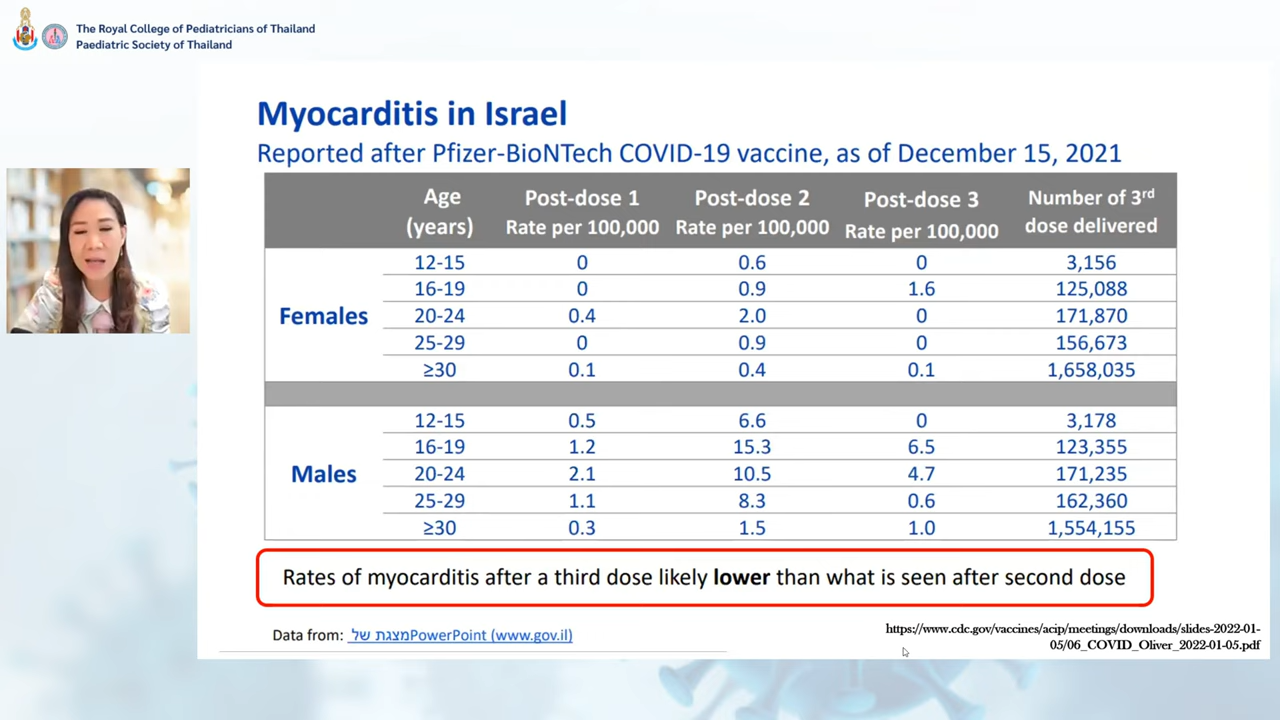 The Royal College of Pediatricians of Thailand
Paediatric Society of Thailand
Myocarditis in Israel
Reported after Pfizer-BioNTech COVID-19 vaccine, as of December 15, 2021
Age (years) Post-dose 1 Rate per 100,000 Post-dose 2 Rate per 100,000 Post-dose 3 Rate per 100,000 Number of 3rd dose delivered
Females
12-15 0 0.6 0 3,156
16-19 0 0.9 1.6 125,088
20-24 0.4 2.0 0 171,870
25-29 0 0.9 0 156,673
≥30 0.1 0.4 0.1 1,658,035
Males
12-15 0.5 6.6 0 3,178
16-19 1.2 15.3 6.5 123,355
20-24 2.1 10.5 4.7 171,235
25-29 1.1 8.3 0.6 162,360
≥30 0.3 1.5 1.0 1,554,155
Rates of myocarditis after a third dose likely lower than what is seen after second dose
Data from: מצגת של PowerPoint (www.gov.il)
https://www.cdc.gov/vaccines/acip/meetings/downloads/slides-2022-01-
05/06_COVID_Oliver_2022-01-05.pdf